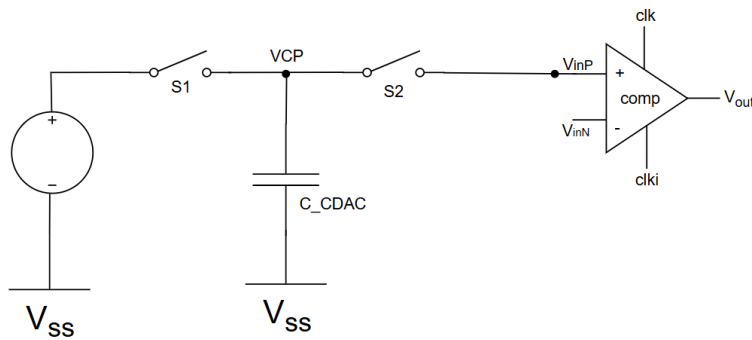 clk
VCP
S1
S2
VinP
+
comp
Vout
VinN
-
clki
+
−
C_CDAC
Vss
Vss